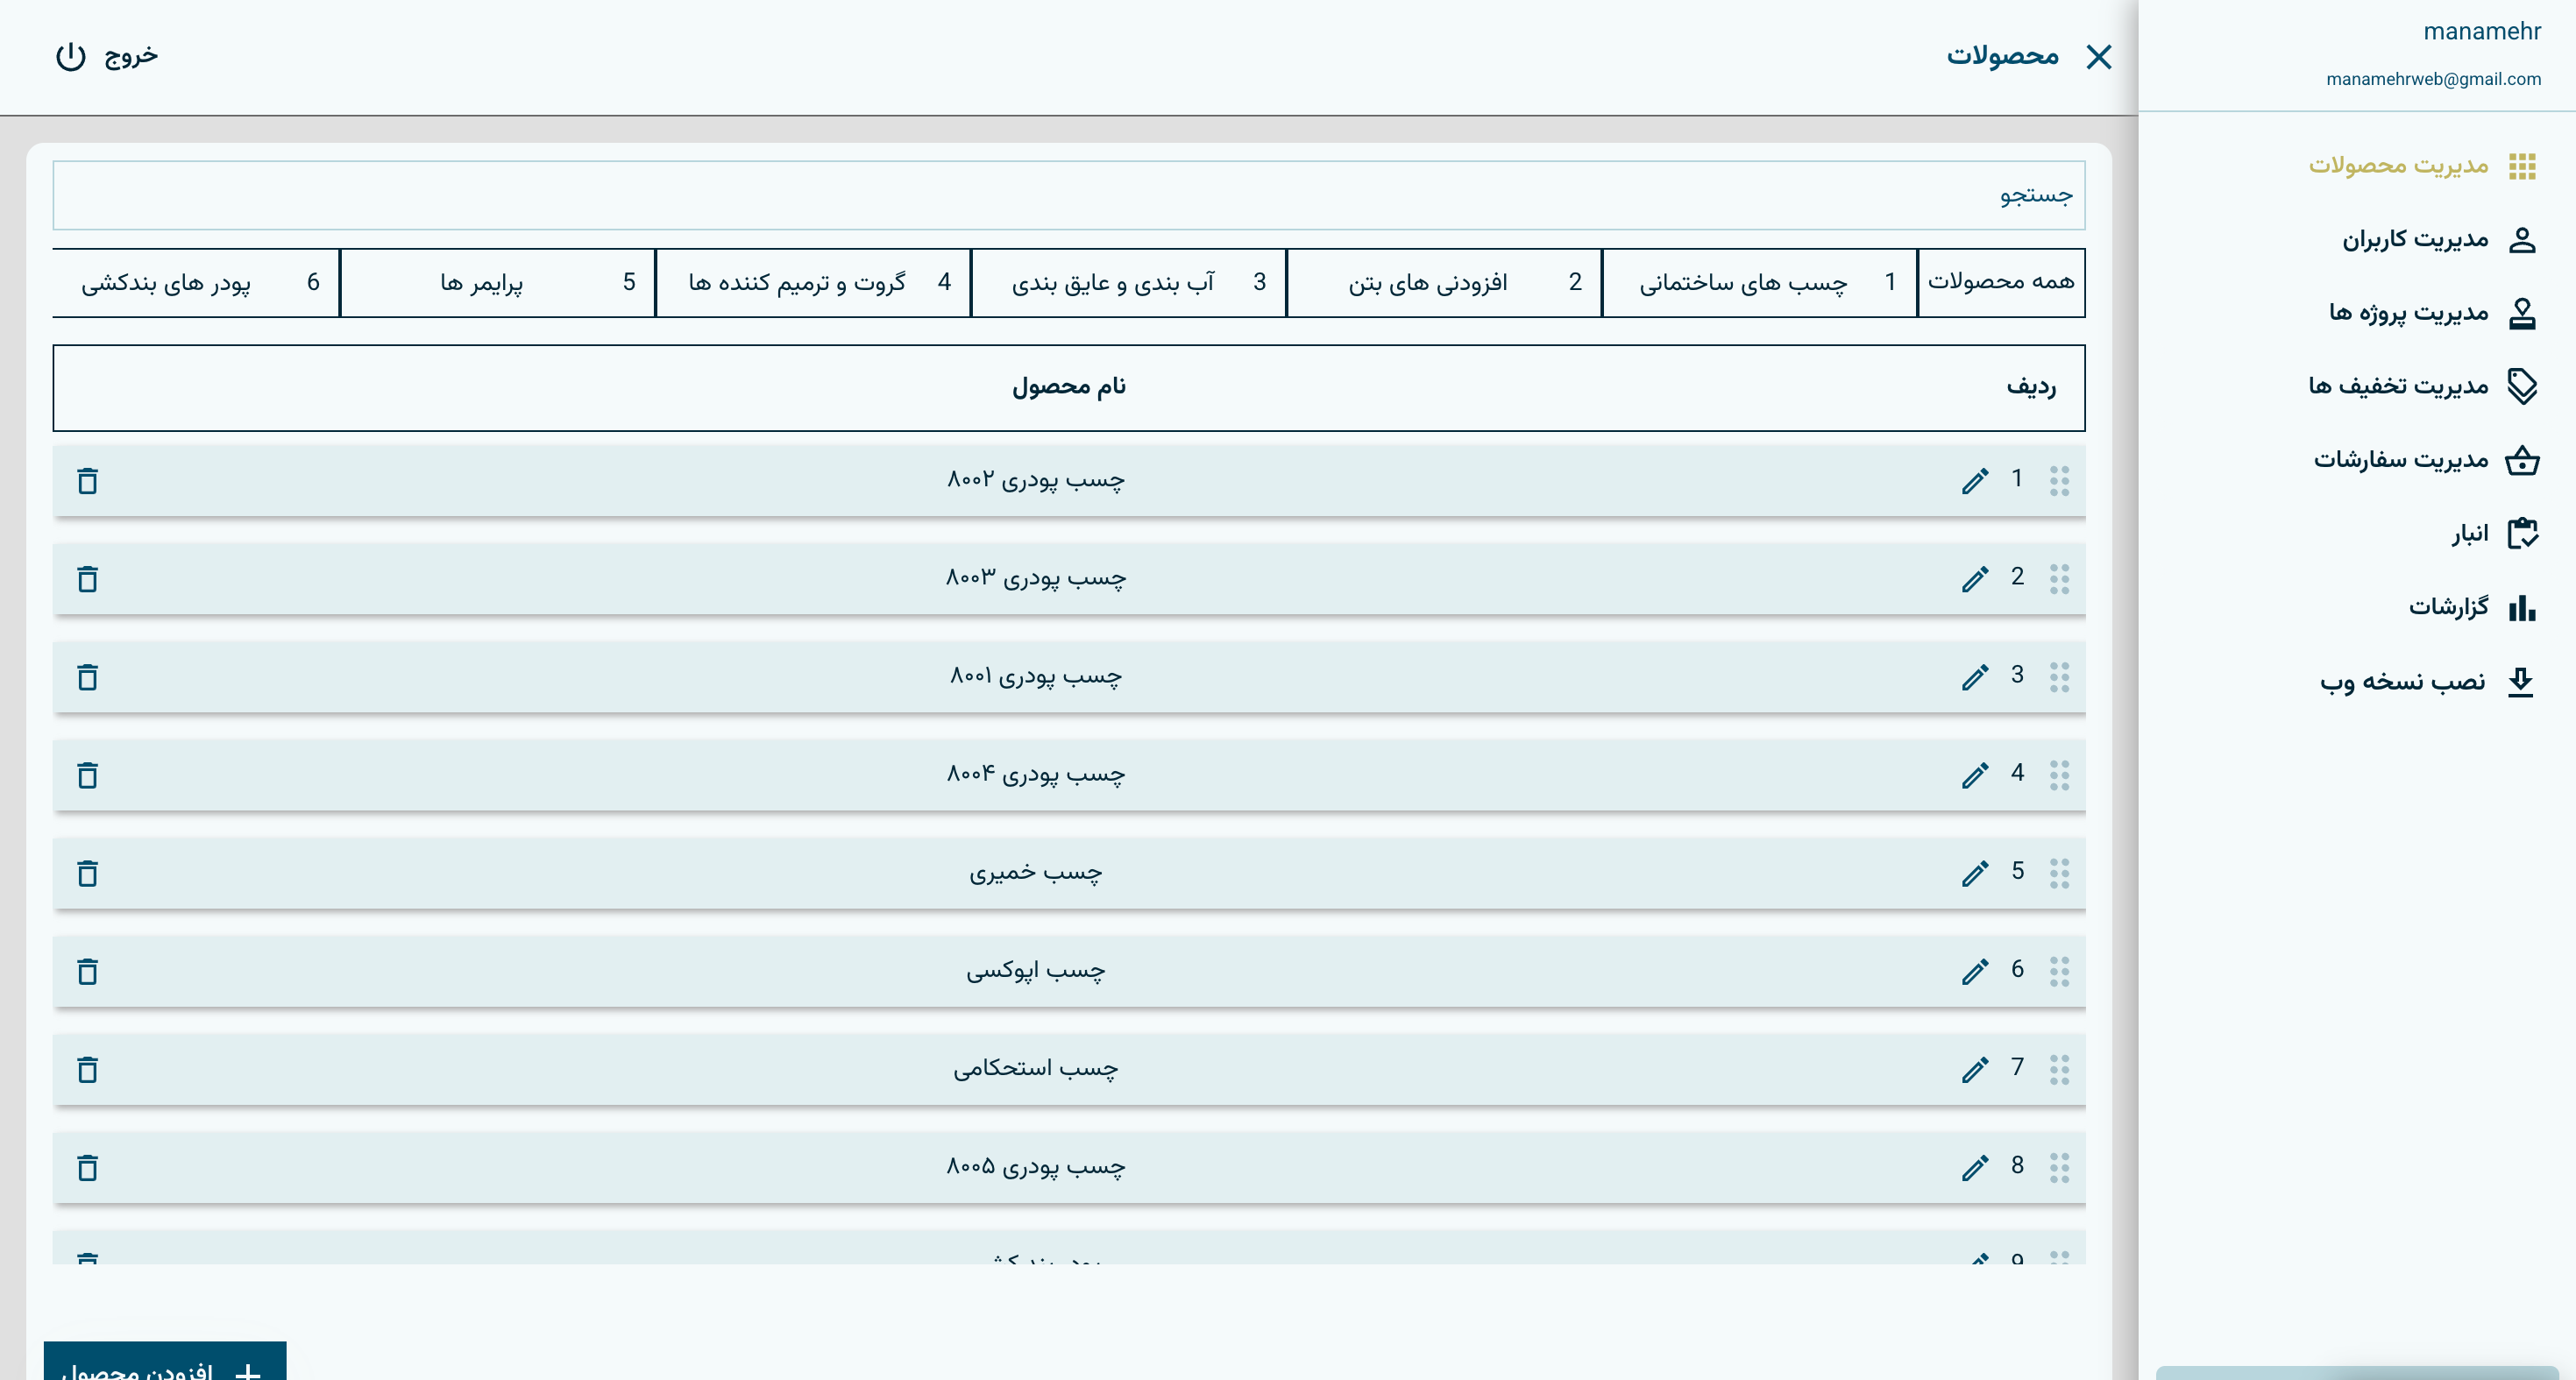 manamehr
manamehrweb@gmail.com
مدیریت محصولات
مدیریت کاربران
مدیریت پروژه ها
مدیریت تخفیف ها
مدیریت سفارشات
انبار
گزارشات
نصب نسخه وب
محصولات
خروج
جستجو
همه محصولات 1 چسب های ساختمانی 2 افزودنی های بتن 3 آب بندی و عایق بندی 4 گروت و ترمیم کننده ها 5 پرایمر ها 6 پودر های بندکشی
ردیف نام محصول
1 چسب پودری ۸۰۰۲
2 چسب پودری ۸۰۰۳
3 چسب پودری ۸۰۰۱
4 چسب پودری ۸۰۰۴
5 چسب خمیری
6 چسب اپوکسی
7 چسب استحکامی
8 چسب پودری ۸۰۰۵
9
افزودن محصول